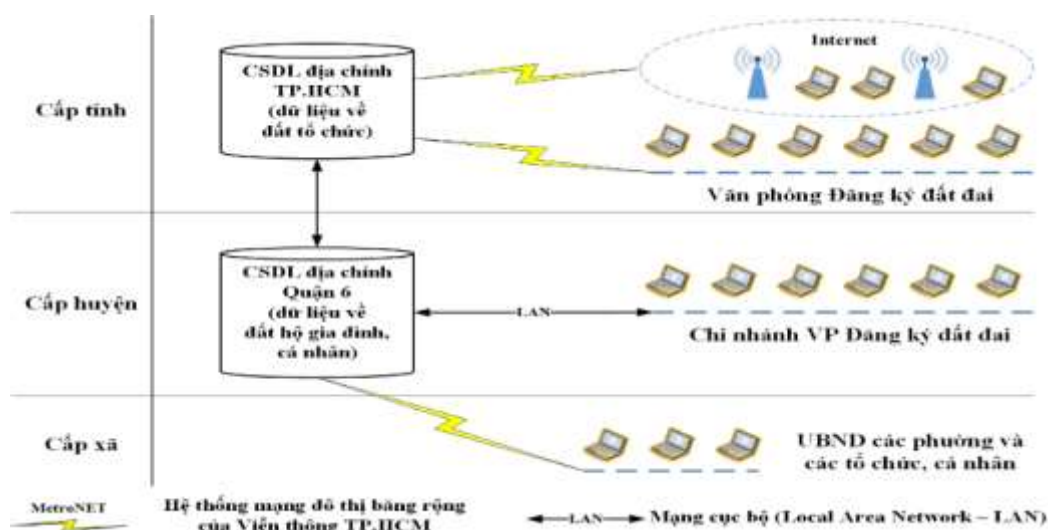 Internet
CSDL địa chính
TP.HCM
(dữ liệu về
đất tổ chức)
Cấp tỉnh
Văn phòng Đăng ký đất đai
CSDL địa chính
Quận 6
(dữ liệu về
đất hộ gia đình,
cá nhân)
Cấp huyện
LAN
Chi nhánh VP Đăng ký đất đai
Cấp xã
UBND các phường và
các tổ chức, cá nhân
MetroNET
Hệ thống mạng đô thị băng rộng
của Viễn thông TP.HCM
LAN
Mạng cục bộ (Local Area Network – LAN)